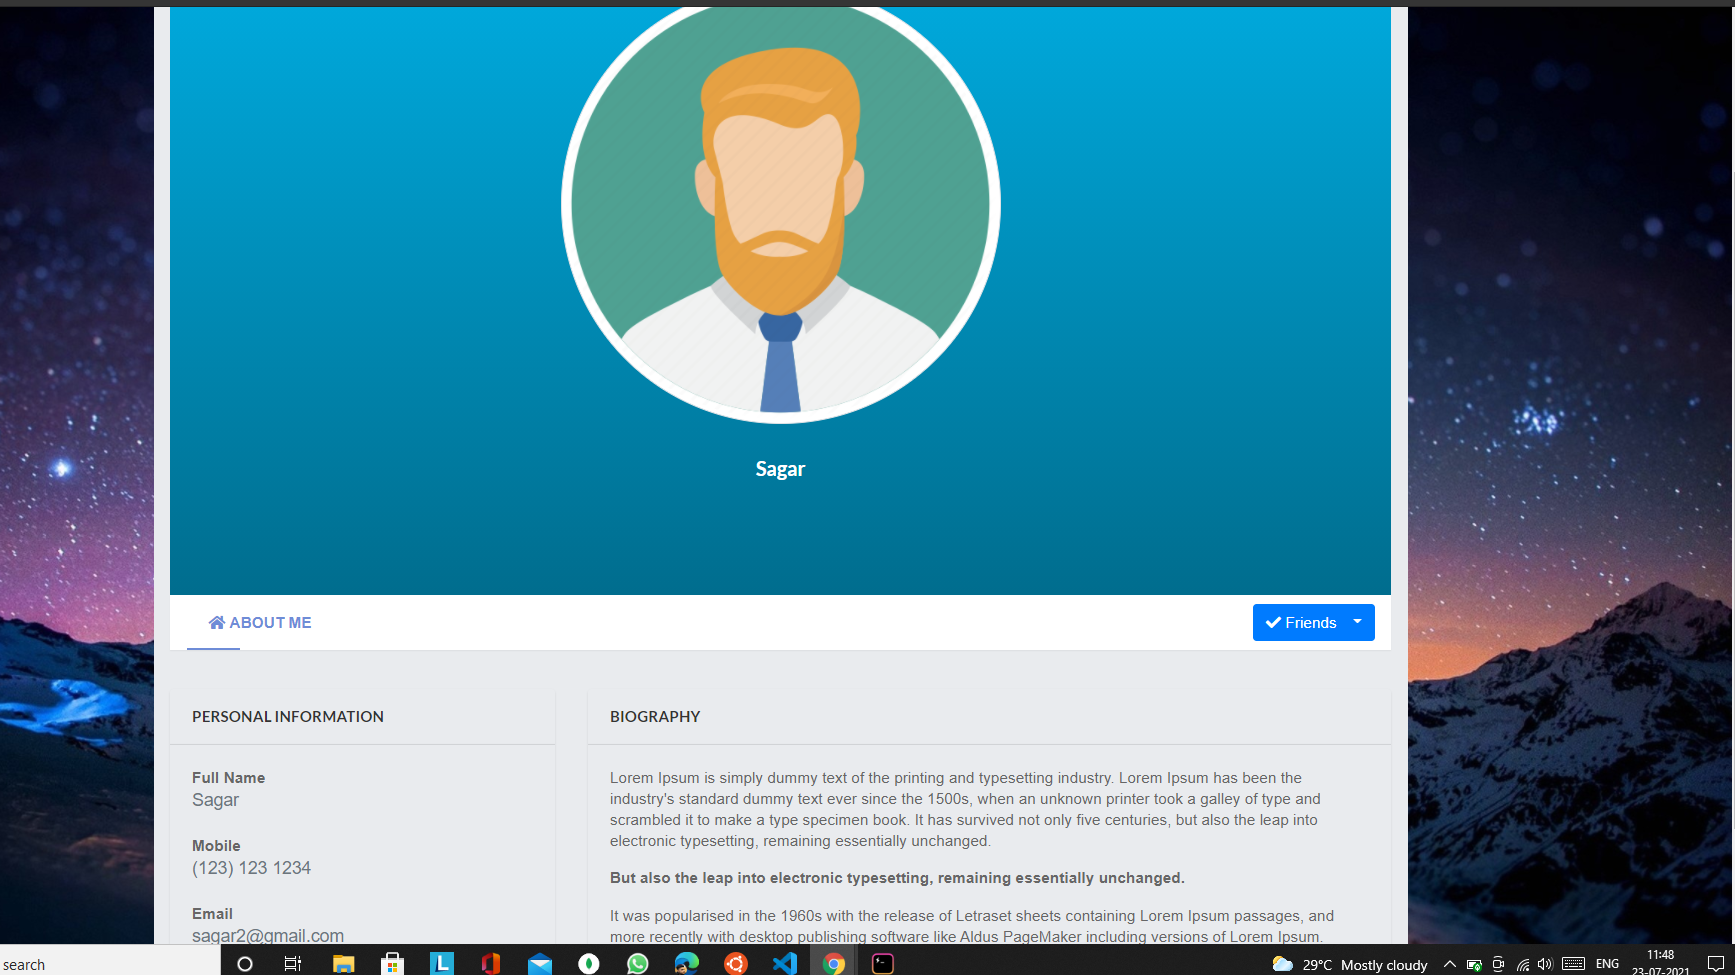 Sagar
ABOUT ME
Friends
PERSONAL INFORMATION
Full Name
Sagar
Mobile
(123) 123 1234
Email
sagar2@gmail.com
BIOGRAPHY
Lorem Ipsum is simply dummy text of the printing and typesetting industry. Lorem Ipsum has been the
industry's standard dummy text ever since the 1500s, when an unknown printer took a galley of type and
scrambled it to make a type specimen book. It has survived not only five centuries, but also the leap into
electronic typesetting, remaining essentially unchanged.
But also the leap into electronic typesetting, remaining essentially unchanged.
It was popularised in the 1960s with the release of Letraset sheets containing Lorem Ipsum passages, and
more recently with desktop publishing software like Aldus PageMaker including versions of Lorem Ipsum.
search
L
29°C Mostly cloudy
ENG
11:48
23-07-2021